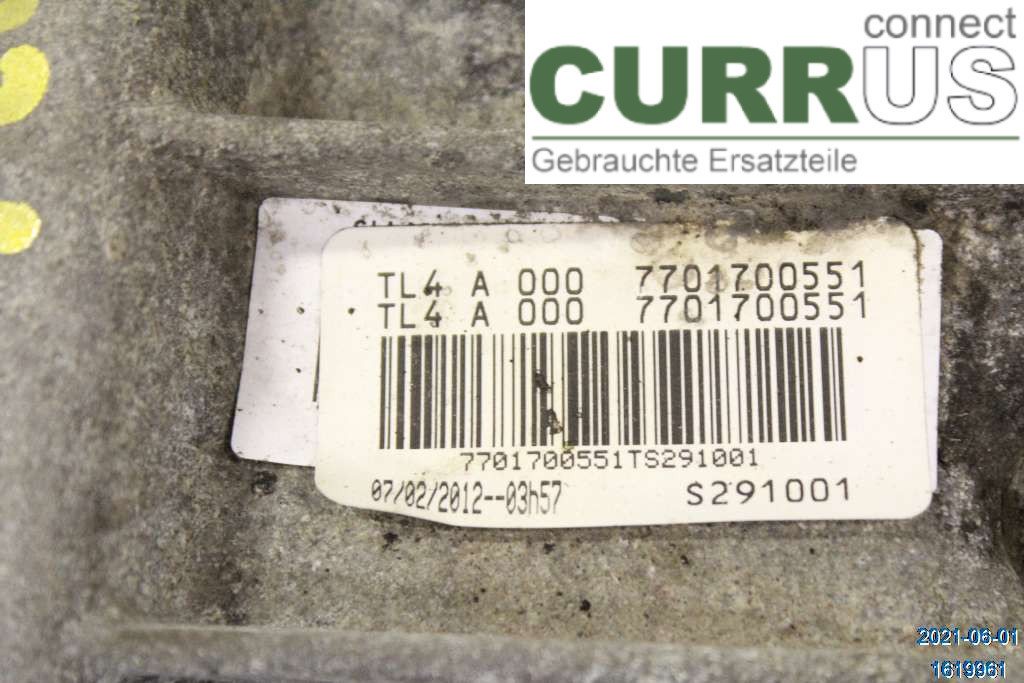 connect
CURRUS
Gebrauchte Ersatzteile
TL4 A 000 7701700551
TL4 A 000 7701700551
7701700551TS291001
07/02/2012--03h57
S291001
2021-06-01
1619961